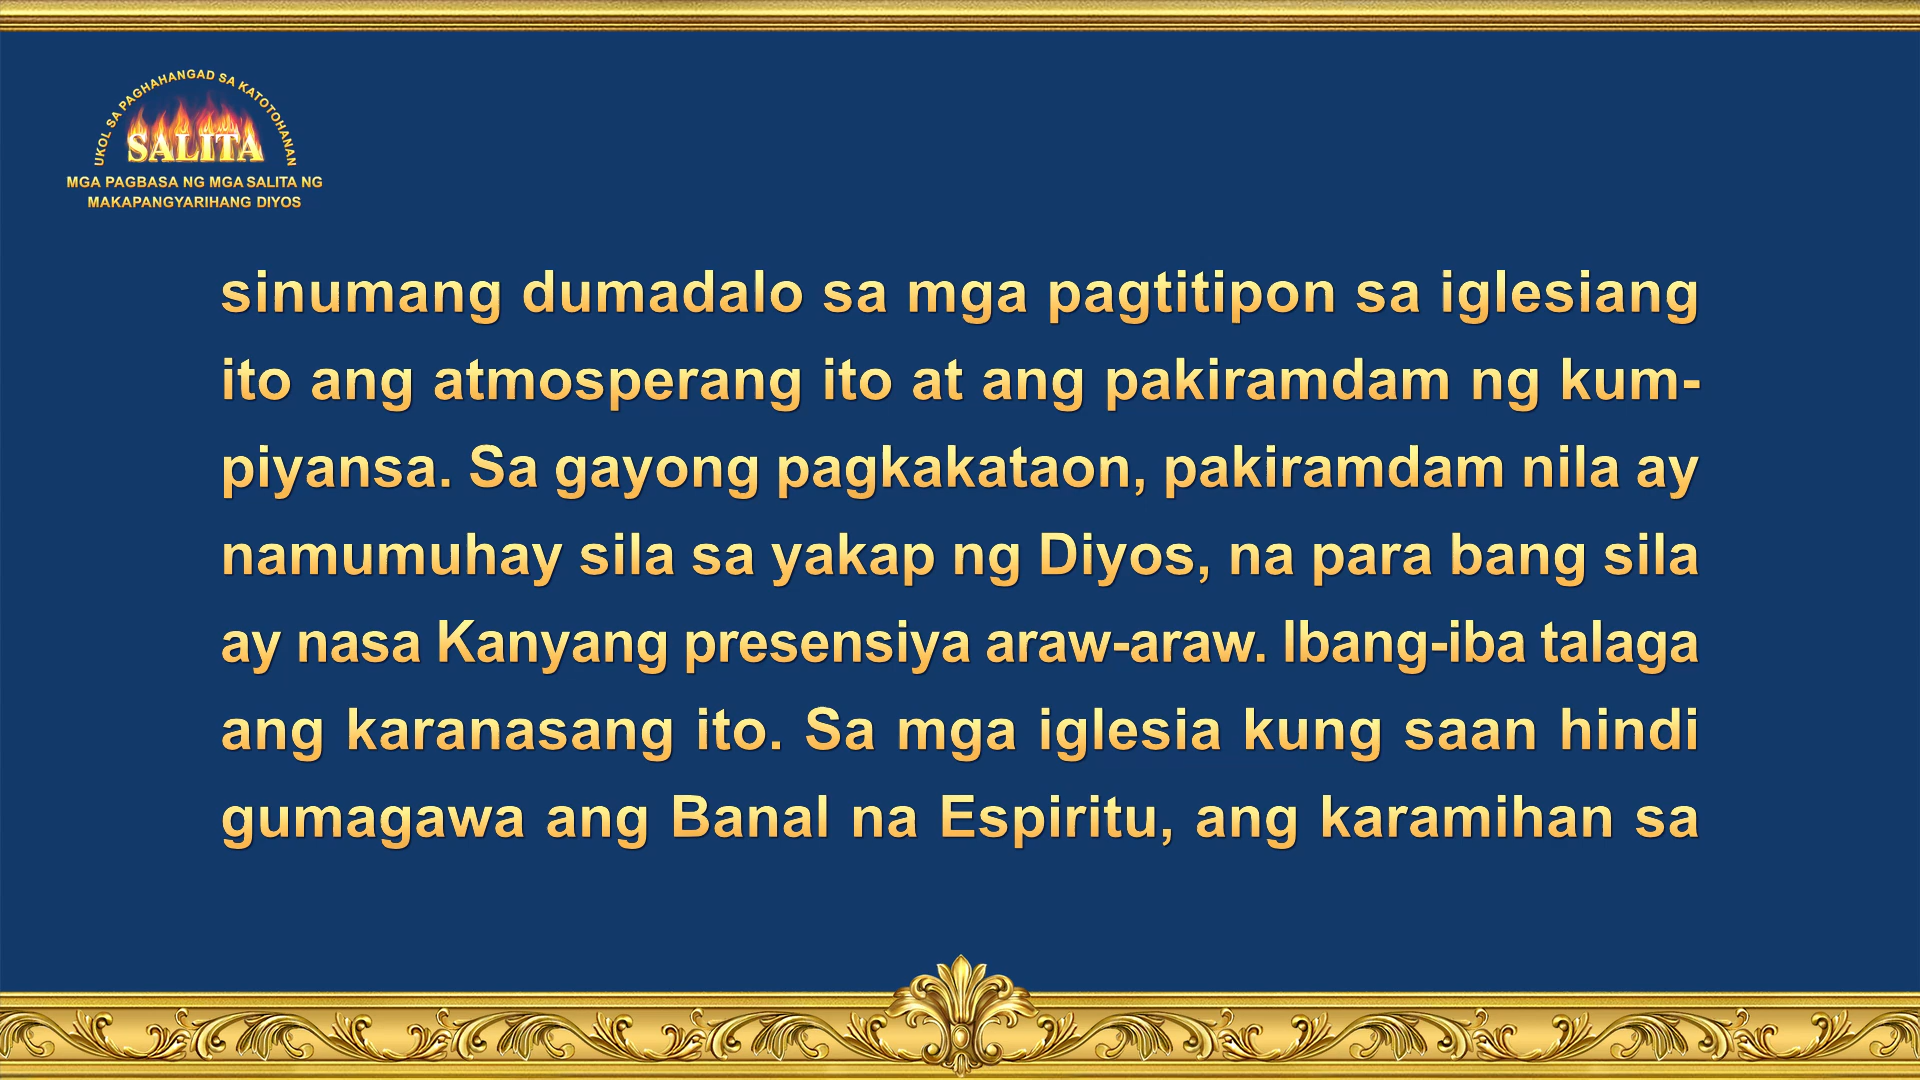 UKOL SA PAGHAHANGAD SA KATOTOHANAN
SALITA
MGA PAGBASA NG MGA SALITA NG
MAKAPANGYARIHANG DIYOS
sinumang dumadalo sa mga pagtitipon sa iglesiang
ito ang atmosperang ito at ang pakiramdam ng kum-
piyansa. Sa gayong pagkakataon, pakiramdam nila ay
namumuhay sila sa yakap ng Diyos, na para bang sila
ay nasa Kanyang presensiya araw-araw. Ibang-iba talaga
ang karanasang ito. Sa mga iglesia kung saan hindi
gumagawa ang Banal na Espiritu, ang karamihan sa